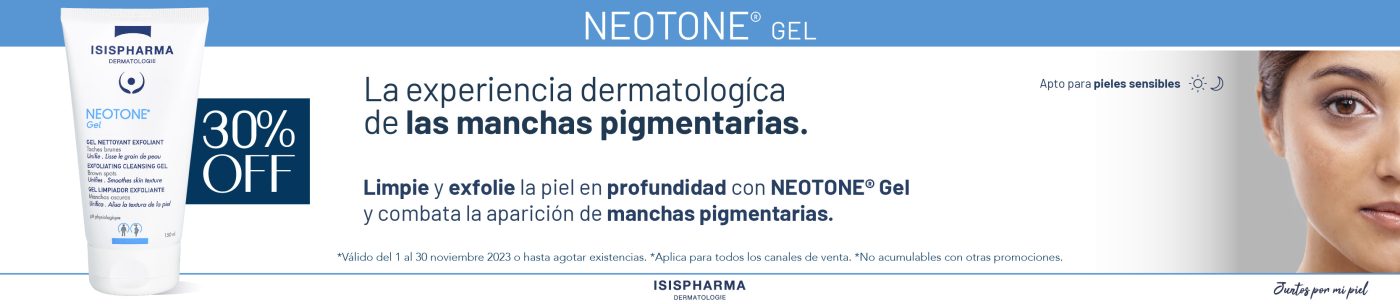 NEOTONE® GEL
ISISPHARMA
DERMATOLOGIE
NEOTONE®
Gel
GEL NETTOYANT EXFOLIANT
Taches brunes
Unifie . Lisse le grain de peau
EXFOLIATING CLEANSING GEL
Brown spots
Unifies . Smoothes skin texture
GEL LIMPIADOR EXFOLIANTE
Manchas oscuras
Unifica . Alisa la textura de la piel
pH physiologique
150 ml
30%
OFF
La experiencia dermatologíca
de las manchas pigmentarias.
Limpie y exfolie la piel en profundidad con NEOTONE® Gel
y combata la aparición de manchas pigmentarias.
Apto para pieles sensibles
*Válido del 1 al 30 noviembre 2023 o hasta agotar existencias. *Aplica para todos los canales de venta. *No acumulables con otras promociones.
ISISPHARMA
DERMATOLOGIE
Juntos por mi piel